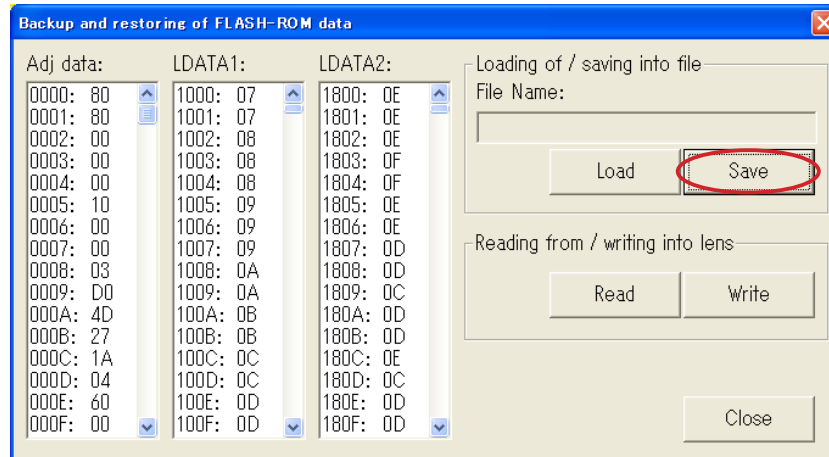 Backup and restoring of FLASH-ROM data
Adj data:
0000: 80
0001: 80
0002: 00
0003: 00
0004: 00
0005: 10
0006: 00
0007: 00
0008: 03
0009: D0
000A: 4D
000B: 27
000C: 1A
000D: 04
000E: 60
000F: 00
LDATA1:
1000: 07
1001: 07
1002: 08
1003: 08
1004: 08
1005: 09
1006: 09
1007: 09
1008: 0A
1009: 0A
100A: 0B
100B: 0B
100C: 0C
100D: 0C
100E: 0D
100F: 0D
LDATA2:
1800: 0E
1801: 0E
1802: 0E
1803: 0F
1804: 0F
1805: 0E
1806: 0E
1807: 0D
1808: 0D
1809: 0C
180A: 0D
180B: 0D
180C: 0E
180D: 0C
180E: 0D
180F: 0D
Loading of / saving into file
File Name:
Load
Save
Reading from / writing into lens
Read
Write
Close